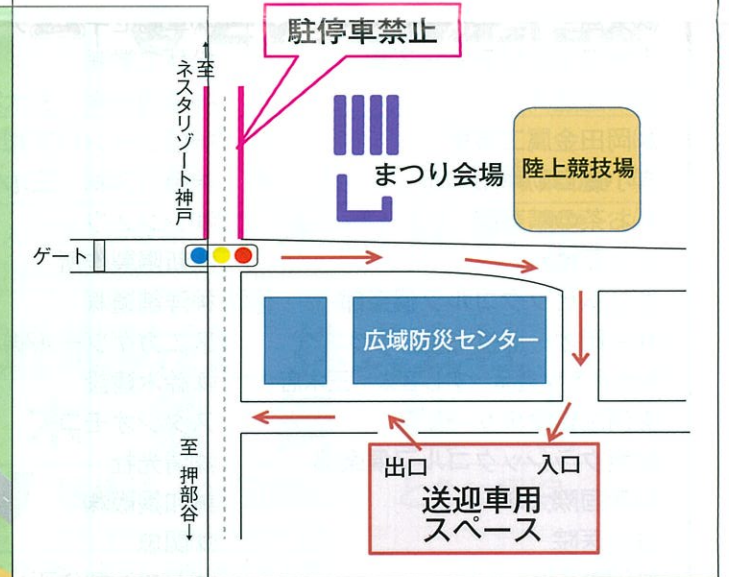 駐停車禁止
↑至
ネスタリゾート神戸
まつり会場
陸上競技場
ゲート
広域防災センター
至 押部谷↓
出口
入口
送迎車用
スペース